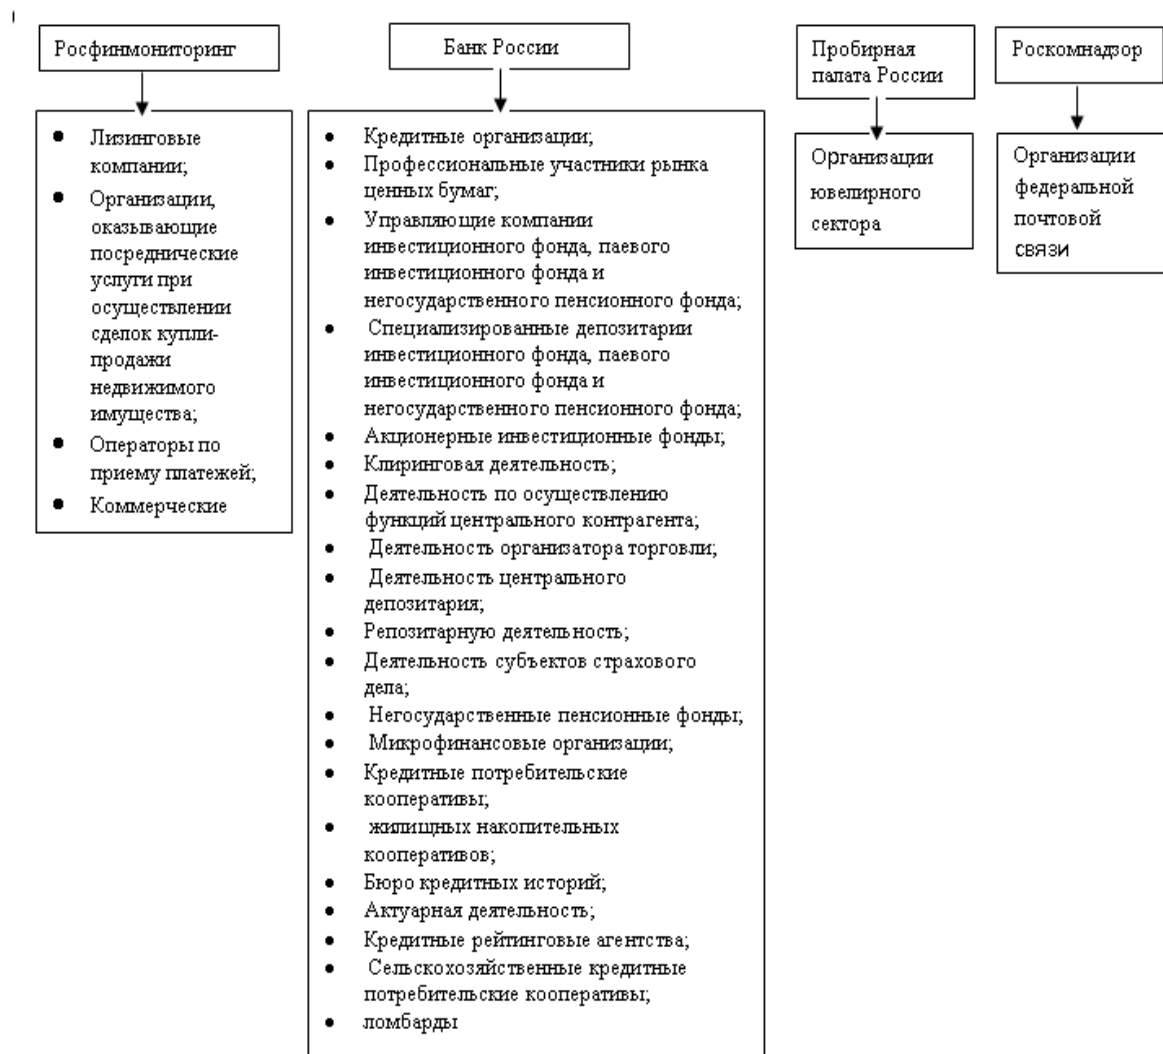 Росфинмониторинг
Лизинговые
компании;
Организации,
оказывающие
посреднические
услуги при
осуществлении
сделок купли-
продажи
недвижимого
имущества;
Операторы по
приему платежей;
Коммерческие
Банк России
Кредитные организации;
Профессиональные участники рынка
ценных бумаг;
Управляющие компании
инвестиционного фонда, паевого
инвестиционного фонда и
негосударственного пенсионного фонда;
Специализированные депозитарии
инвестиционного фонда, паевого
инвестиционного фонда и
негосударственного пенсионного фонда;
Акционерные инвестиционные фонды;
Клиринговая деятельность;
Деятельность по осуществлению
функций центрального контрагента;
Деятельность организатора торговли;
Деятельность центрального
депозитария;
Репозитарную деятельность;
Деятельность субъектов страхового
дела;
Негосударственные пенсионные фонды;
Микрофинансовые организации;
Кредитные потребительские
кооперативы;
жилищных накопительных
кооперативов;
Бюро кредитных историй;
Актуарная деятельность;
Кредитные рейтинговые агентства;
Сельскохозяйственные кредитные
потребительские кооперативы;
ломбарды
Пробирная
палата России
Организации
ювелирного
сектора
Роскомнадзор
Организации
федеральной
почтовой
связи